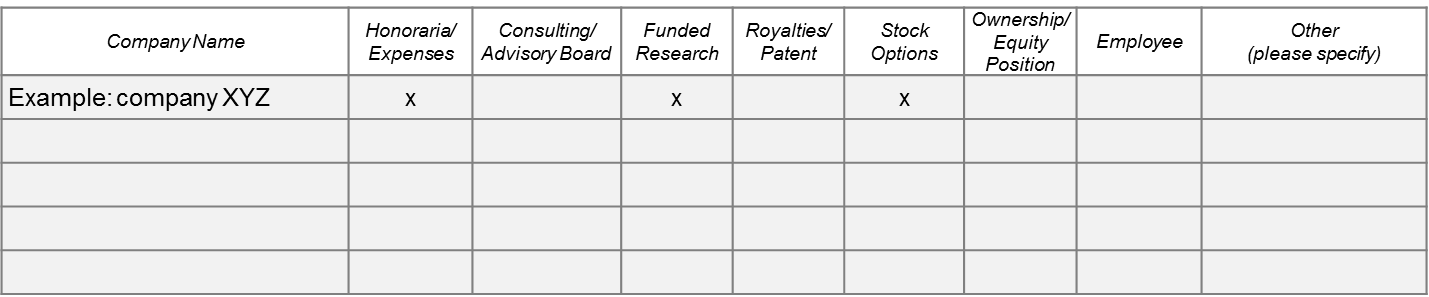 Company Name
Honoraria/
Expenses
Consulting/
Advisory Board
Funded
Research
Royalties/
Patent
Stock
Options
Ownership/
Equity
Position
Employee
Other
(please specify)
Example: company XYZ x x x